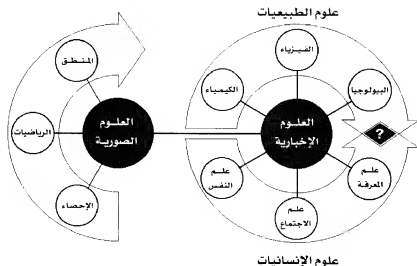 علوم الطبيعيات
الفيزياء
البيولوجيا
الكيمياء
المنطق
الرياضيات
الإحصاء
العلوم
الصورية
العلوم
الإخبارية
?
علم
المعرفة
علم
الاجتماع
علم
النفس
علوم الإنسانيات